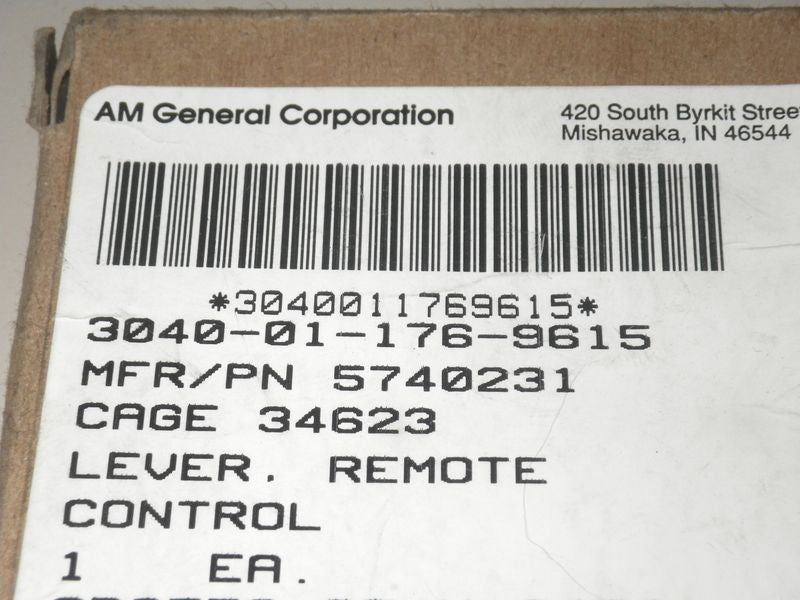 AM General Corporation
420 South Byrkit Street
Mishawaka, IN 46544
*3040011769615*
3040-01-176-9615
MFR/PN 5740231
CAGE 34623
LEVER. REMOTE
CONTROL
1 EA.